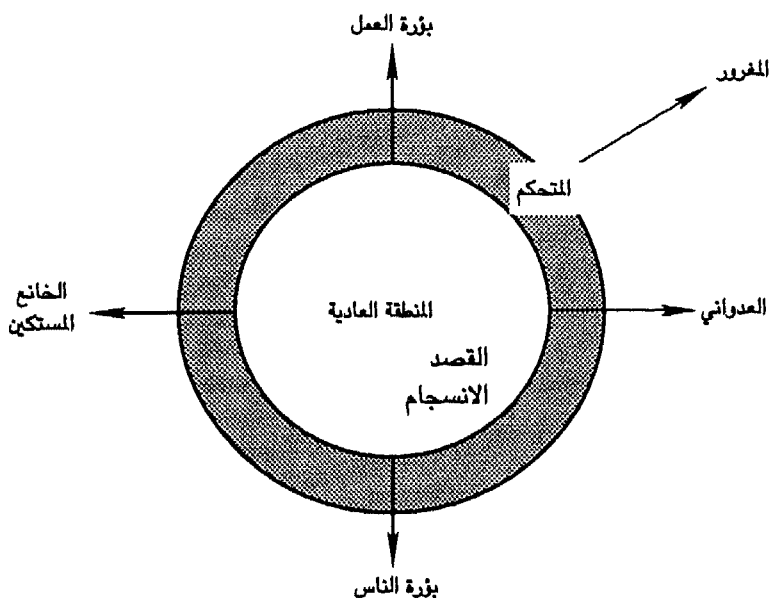 بؤرة العمل
المغرور
المتحكم
العدواني
المنطقة العادية
الخانع
المستكين
القصد
الانسجام
بؤرة الناس